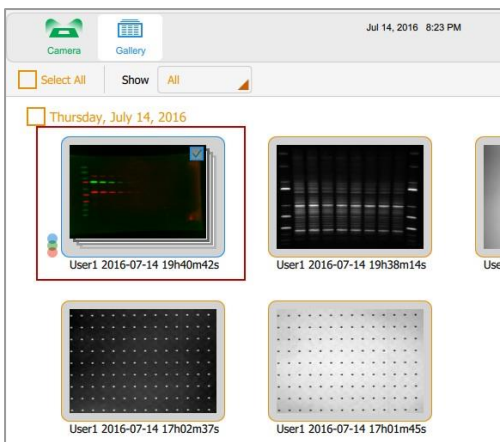 Jul 14, 2016 8:23 PM
Camera
Gallery
Select All
Show
All
Thursday, July 14, 2016
User1 2016-07-14 19h40m42s
User1 2016-07-14 19h38m14s
Use
User1 2016-07-14 17h02m37s
User1 2016-07-14 17h01m45s